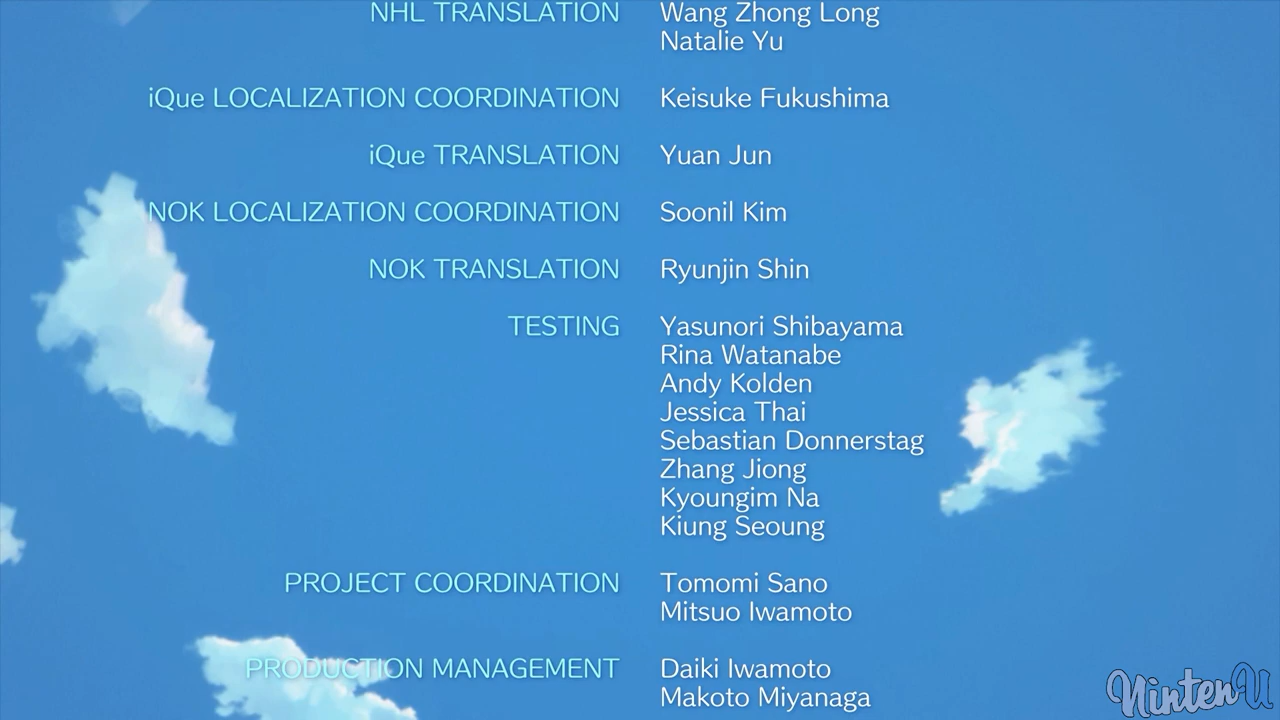 NHL TRANSLATION Wang Zhong Long
Natalie Yu
iQue LOCALIZATION COORDINATION Keisuke Fukushima
iQue TRANSLATION Yuan Jun
NOK LOCALIZATION COORDINATION Soonil Kim
NOK TRANSLATION Ryunjin Shin
TESTING Yasunori Shibayama
Rina Watanabe
Andy Kolden
Jessica Thai
Sebastian Donnerstag
Zhang Jiong
Kyoungim Na
Kiung Seoung
PROJECT COORDINATION Tomomi Sano
Mitsuo Iwamoto
PRODUCTION MANAGEMENT Daiki Iwamoto
Makoto Miyanaga
NintenU